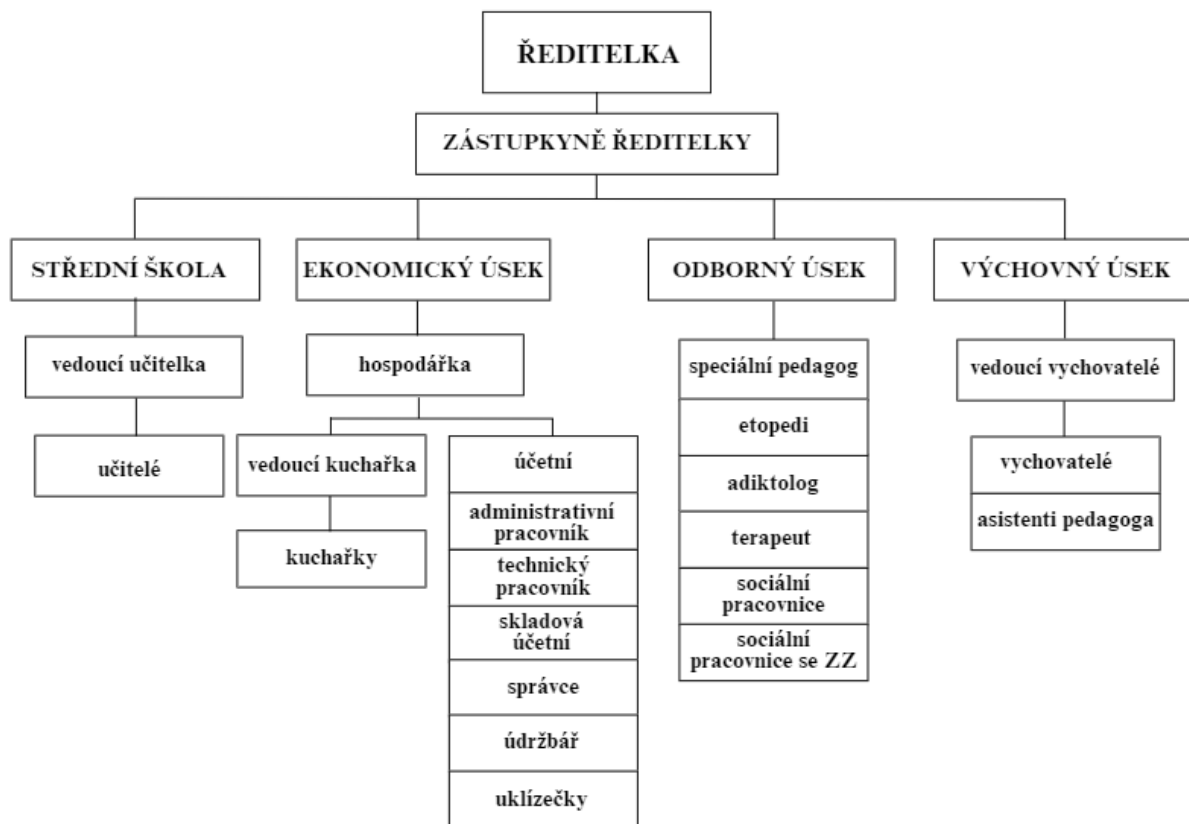 ŘEDITELKA
ZÁSTUPKYNĚ ŘEDITELKY
STŘEDNÍ ŠKOLA
vedoucí učitelka
učitelé
EKONOMICKÝ ÚSEK
hospodářka
vedoucí kuchařka
kuchařky
účetní
administrativní
pracovník
technický
pracovník
skladová
účetní
správce
údržbář
uklízečky
ODBORNÝ ÚSEK
speciální pedagog
etopedi
adiktolog
terapeut
sociální
pracovnice
sociální
pracovnice se ZZ
VÝCHOVNÝ ÚSEK
vedoucí vychovatelé
vychovatelé
asistenti pedagoga